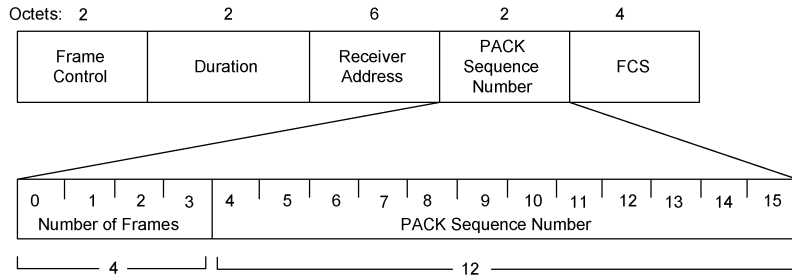 Octets: 2 2 6 2 4
Frame Control
Duration
Receiver Address
PACK Sequence Number
FCS
0 1 2 3 4 5 6 7 8 9 10 11 12 13 14 15
Number of Frames PACK Sequence Number
4 12